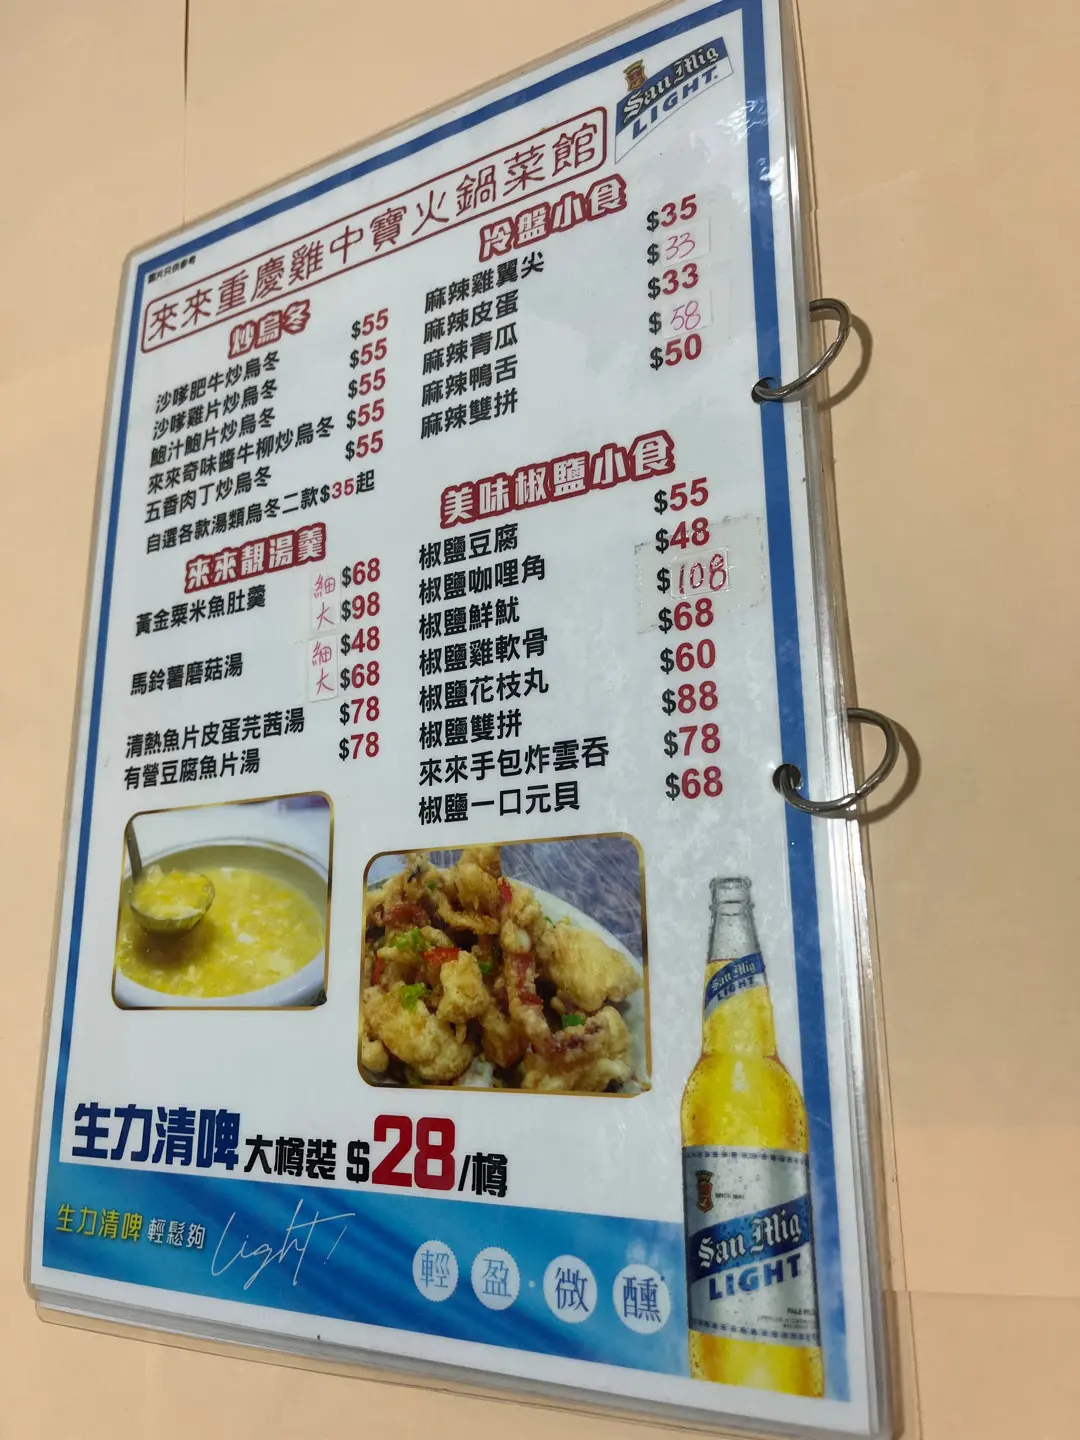 San Mig
LIGHT
圖片只供參考
來來重慶雞中寶火鍋菜館
炒烏冬
沙嗲肥牛炒烏冬 $55
沙嗲雞片炒烏冬 $55
鮑汁鮑片炒烏冬 $55
來來奇味醬牛柳炒烏冬 $55
五香肉丁炒烏冬 $55
自選各款湯類烏冬二款$35起
來來靚湯羹
黃金粟米魚肚羹 細 $68
大 $98
馬鈴薯磨菇湯 細 $48
大 $68
清熱魚片皮蛋芫茜湯 $78
有營豆腐魚片湯 $78
冷盤小食
麻辣雞翼尖 $35
麻辣皮蛋 $33
麻辣青瓜 $33
麻辣鴨舌 $58
麻辣雙拼 $50
美味椒鹽小食
椒鹽豆腐 $55
椒鹽咖哩角 $48
椒鹽鮮魷 $108
椒鹽雞軟骨 $68
椒鹽花枝丸 $60
椒鹽雙拼 $88
來來手包炸雲吞 $78
椒鹽一口元貝 $68
生力清啤 大樽裝 $28/樽
生力清啤 輕鬆夠 Light!
輕盈·微醺
San Mig
LIGHT
San Mig
LIGHT